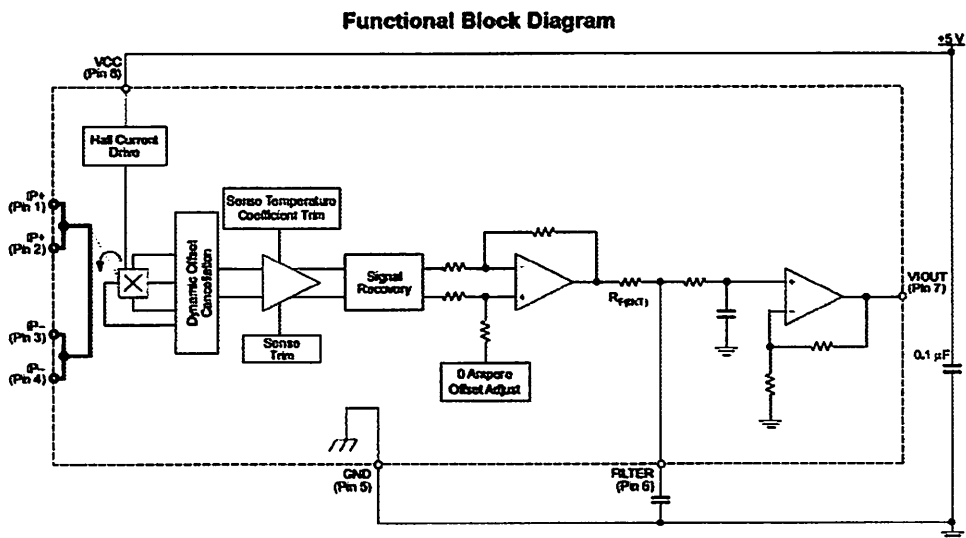 Functional Block Diagram
+5 V
VCC
(Pin 8)
Hall Current
Drive
IP+
(Pin 1)
IP+
(Pin 2)
IP−
(Pin 3)
IP−
(Pin 4)
Dynamic Offset
Cancellation
Sense Temperature
Coefficient Trim
Sense
Trim
Signal
Recovery
0 Ampere
Offset Adjust
RF(EXT)
VIOUT
(Pin 7)
0.1 µF
GND
(Pin 5)
FILTER
(Pin 6)